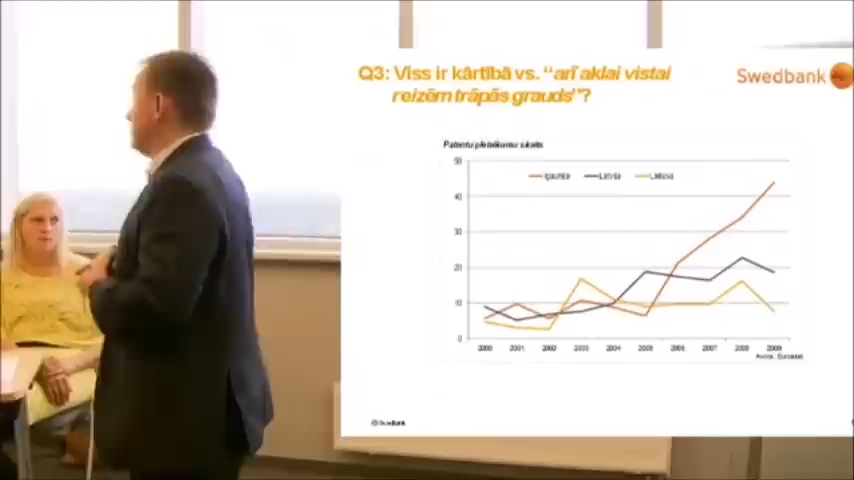 Q3: Viss ir kārtībā vs. “arī aklai vistai
reizēm trāpās grauds”?
Swedbank
Patentu pieteikumu skaits
50
40
30
20
10
0
Igaunija Latvija Lietuva
2000 2001 2002 2003 2004 2005 2006 2007 2008 2009
Avots: Eurostat
© Swedbank